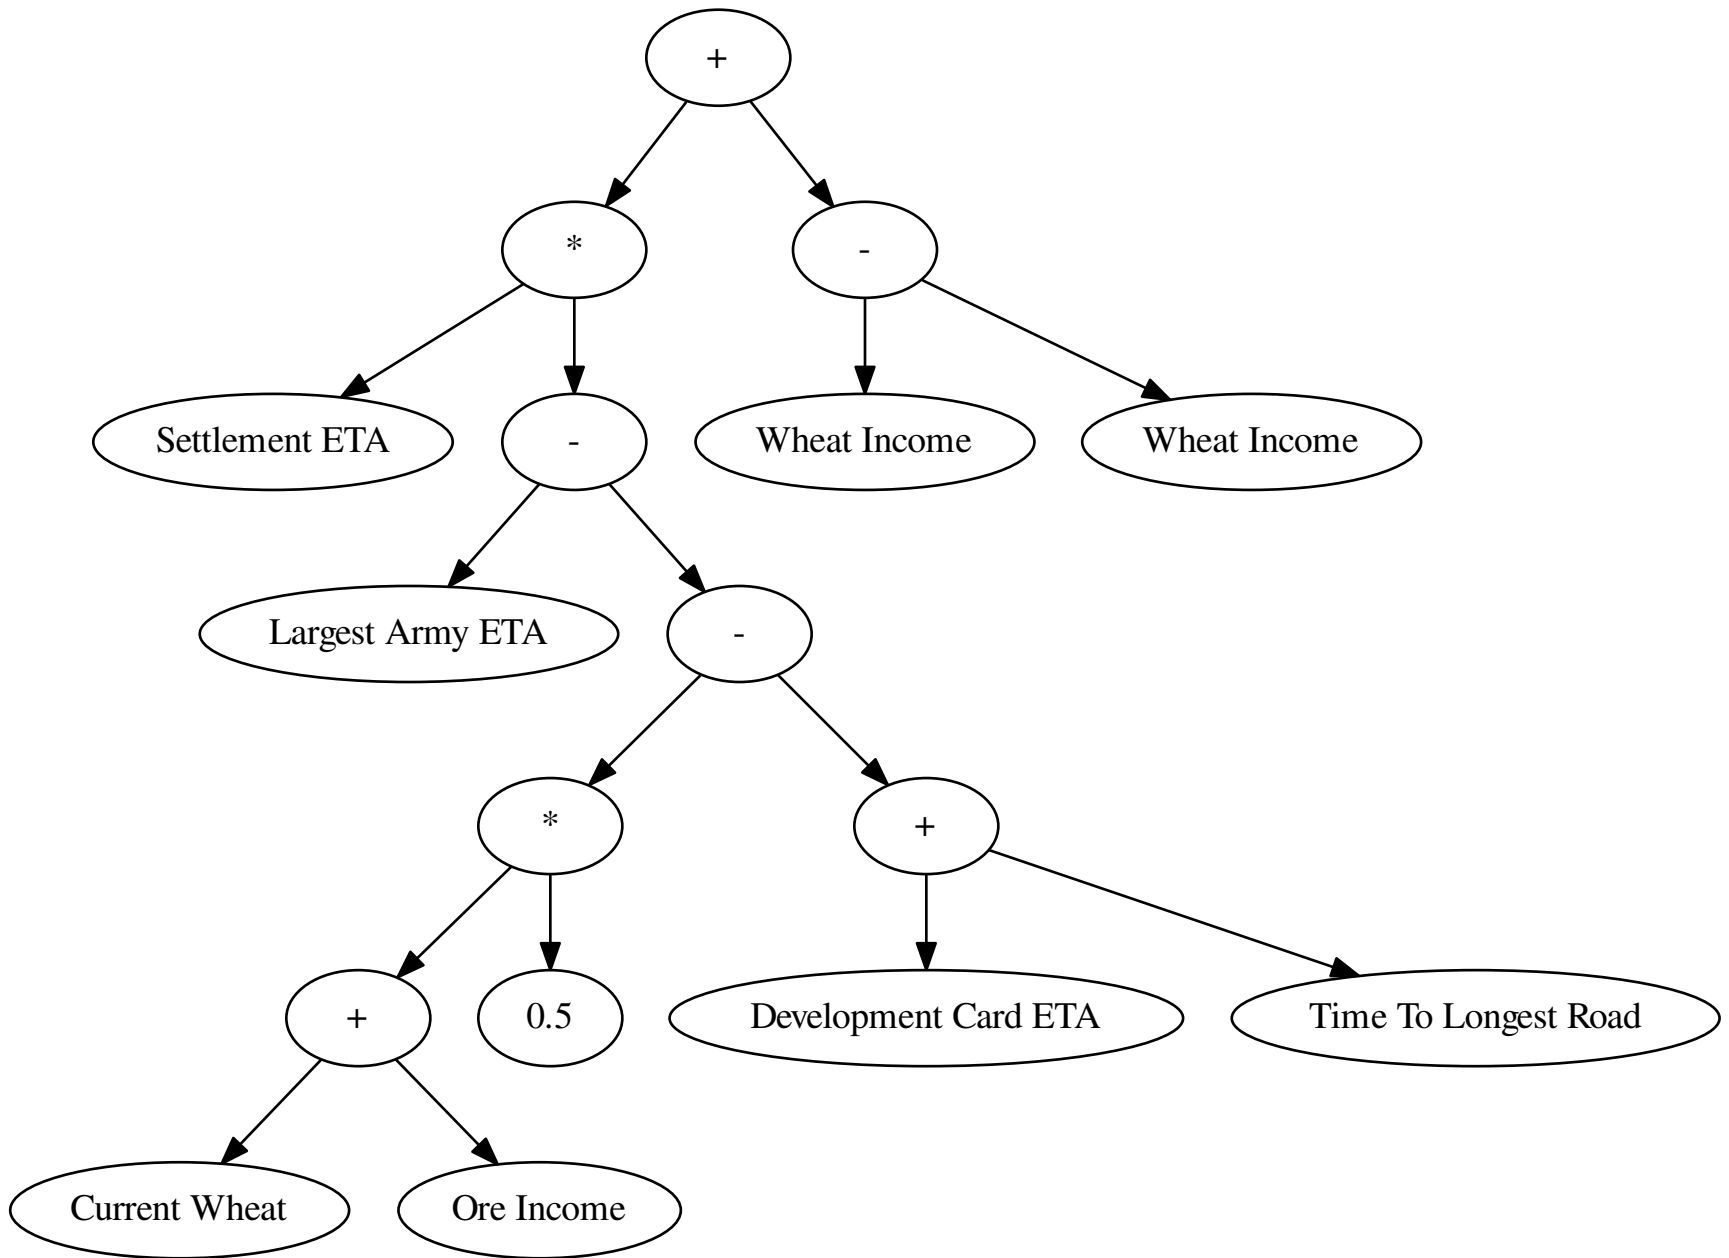 +
*
-
Settlement ETA
-
Wheat Income
Wheat Income
Largest Army ETA
-
*
+
+
0.5
Development Card ETA
Time To Longest Road
Current Wheat
Ore Income